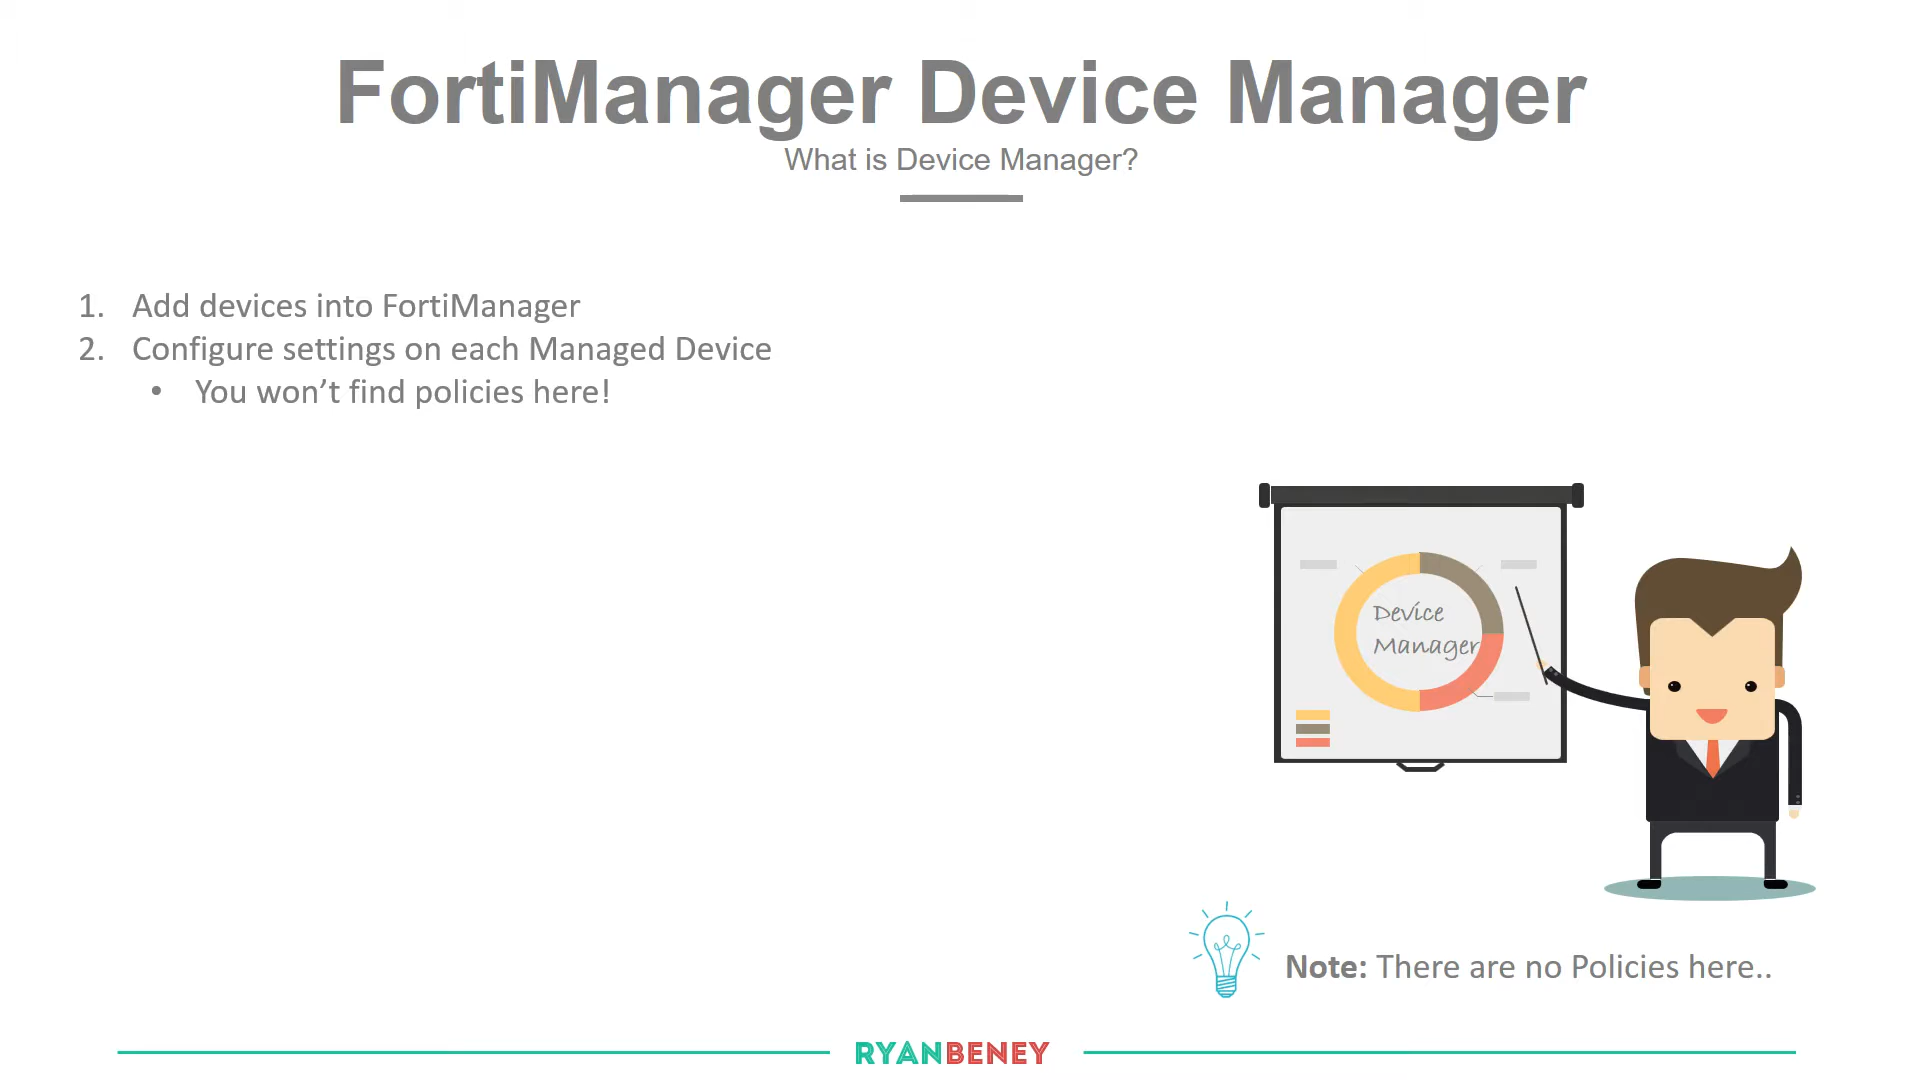 FortiManager Device Manager
What is Device Manager?
1. Add devices into FortiManager
2. Configure settings on each Managed Device
• You won’t find policies here!
Device
Manager
Note: There are no Policies here..
RYANBENEY